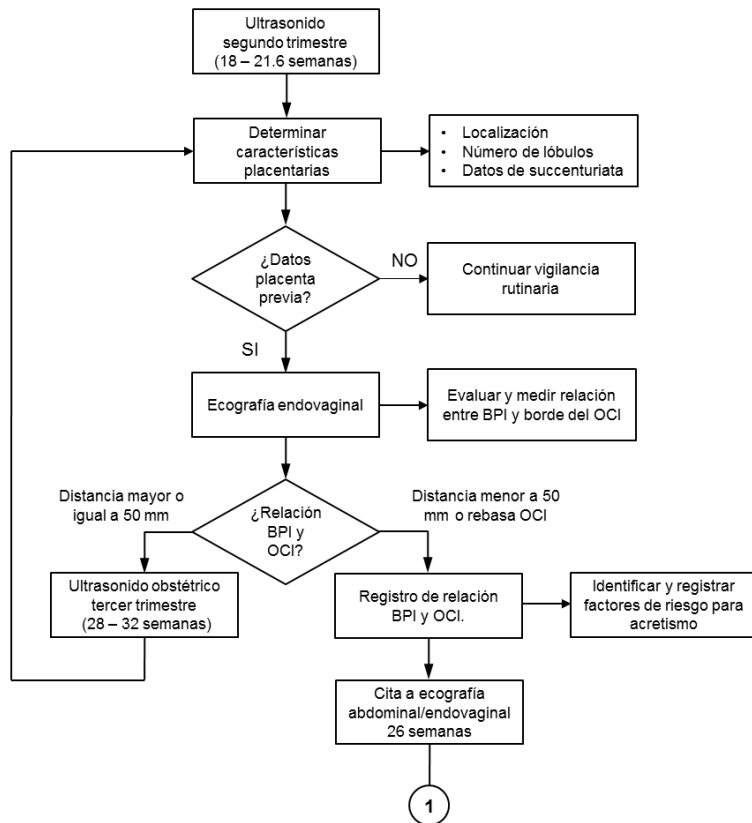 Ultrasonido
segundo trimestre
(18 – 21.6 semanas)
Determinar
características
placentarias
• Localización
• Número de lóbulos
• Datos de succenturiata
¿Datos
placenta
previa?
NO
Continuar vigilancia
rutinaria
SI
Ecografía endovaginal
Evaluar y medir relación
entre BPI y borde del OCI
Distancia mayor o
igual a 50 mm
¿Relación
BPI y
OCI?
Distancia menor a 50
mm o rebasa OCI
Ultrasonido obstétrico
tercer trimestre
(28 – 32 semanas)
Registro de relación
BPI y OCI.
Identificar y registrar
factores de riesgo para
acretismo
Cita a ecografía
abdominal/endovaginal
26 semanas
1